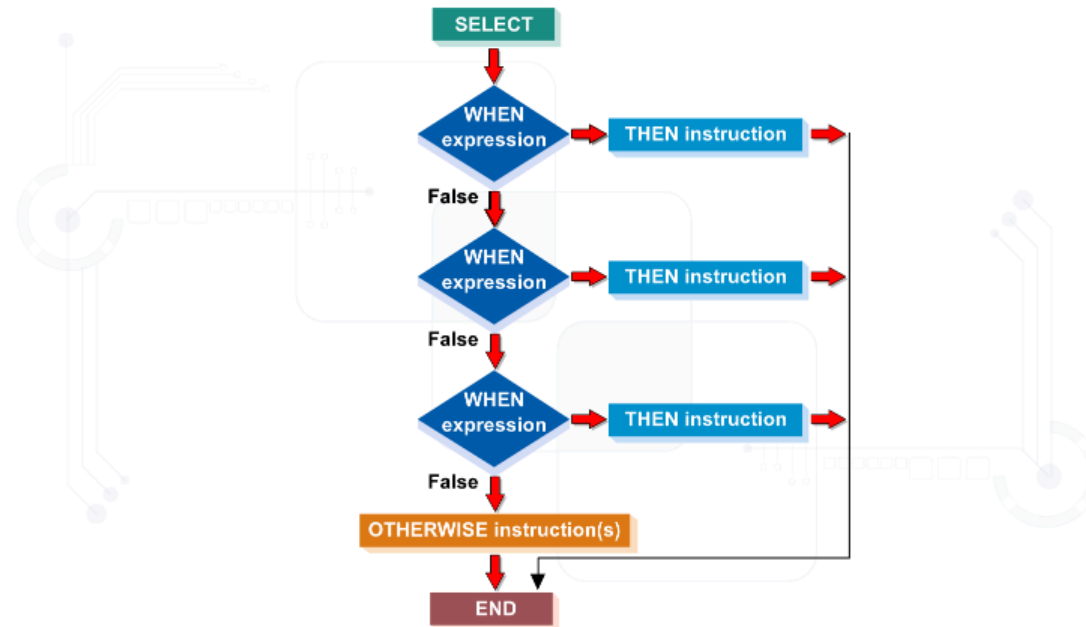 SELECT
WHEN
expression
THEN instruction
False
WHEN
expression
THEN instruction
False
WHEN
expression
THEN instruction
False
OTHERWISE instruction(s)
END